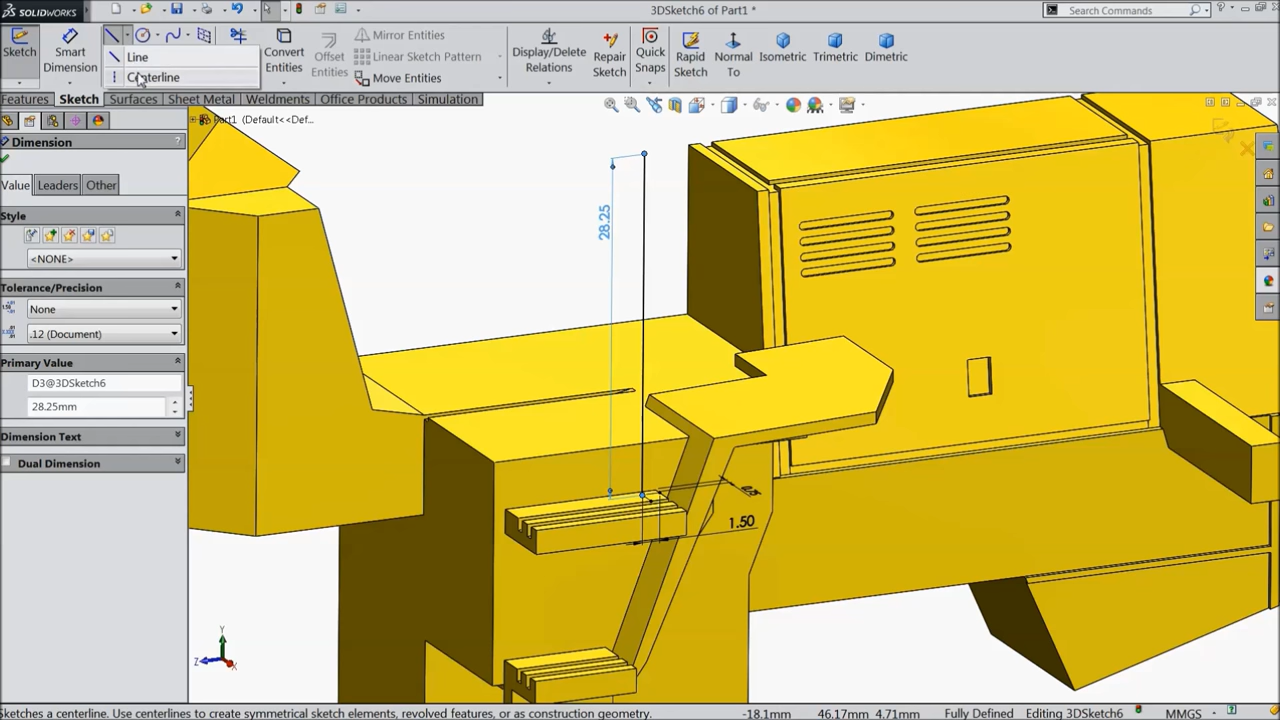 SOLIDWORKS
3DSketch6 of Part1 *
Search Commands
Sketch
Smart Dimension
Line
Centerline
Convert Entities
Offset Entities
Mirror Entities
Linear Sketch Pattern
Move Entities
Display/Delete Relations
Repair Sketch
Quick Snaps
Rapid Sketch
Normal To
Isometric
Trimetric
Dimetric
Features
Sketch
Surfaces
Sheet Metal
Weldments
Office Products
Simulation
Part1 (Default<<Def...
Dimension
?
Value
Leaders
Other
Style
<NONE>
Tolerance/Precision
None
.12 (Document)
Primary Value
D3@3DSketch6
28.25mm
Dimension Text
Dual Dimension
28.25
1.50
Y
Z
X
Sketches a centerline. Use centerlines to create symmetrical sketch elements, revolved features, or as construction geometry.
-18.1mm
46.17mm
4.71mm
Fully Defined
Editing 3DSketch6
MMGS